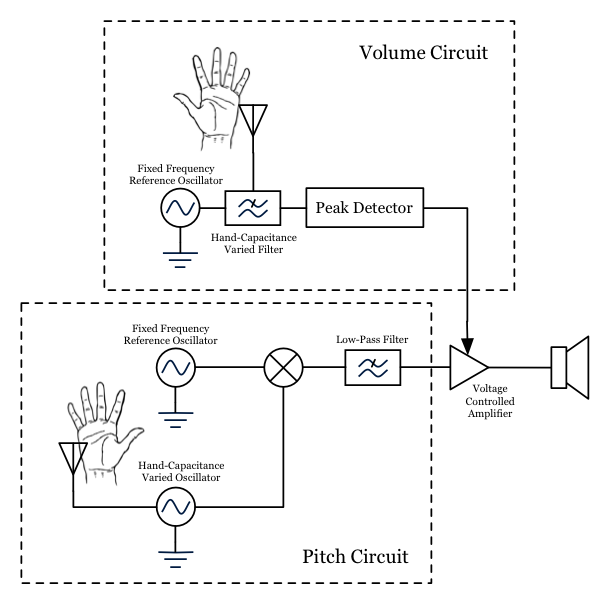 Volume Circuit
Fixed Frequency
Reference Oscillator
Peak Detector
Hand-Capacitance
Varied Filter
Fixed Frequency
Reference Oscillator
Low-Pass Filter
Voltage
Controlled
Amplifier
Hand-Capacitance
Varied Oscillator
Pitch Circuit